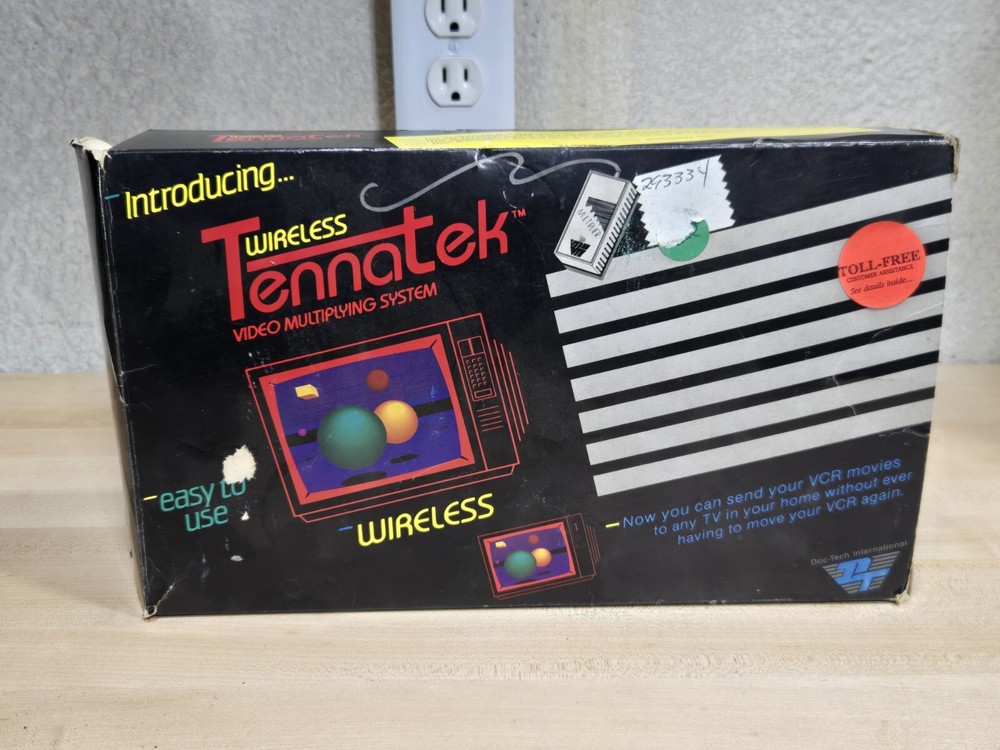 Introducing...
WIRELESS
Tennatek™
VIDEO MULTIPLYING SYSTEM
293334
TOLL-FREE
CUSTOMER ASSISTANCE
See details inside...
easy to
use
WIRELESS
Now you can send your VCR movies
to any TV in your home without ever
having to move your VCR again.
Doc-Tech International
DT